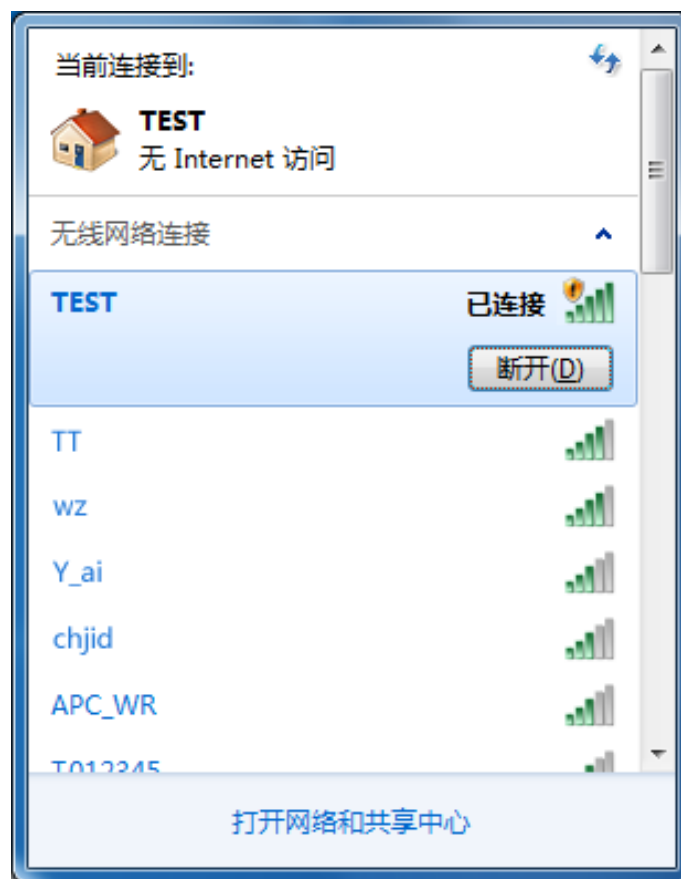 当前连接到:
TEST
无 Internet 访问
无线网络连接
TEST 已连接
断开(D)
TT
wz
Y_ai
chjid
APC_WR
T012345
打开网络和共享中心